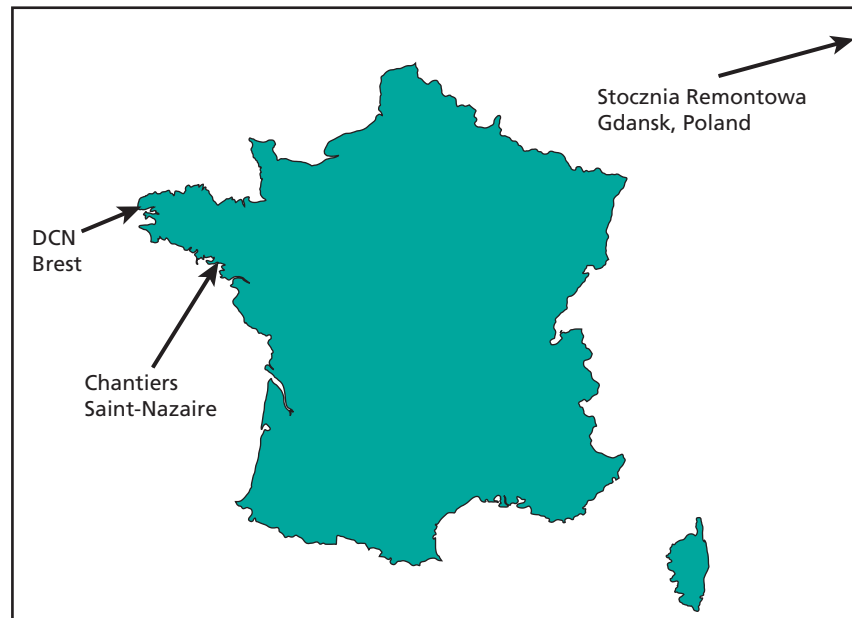 Stocznia Remontowa
Gdansk, Poland
DCN
Brest
Chantiers
Saint-Nazaire